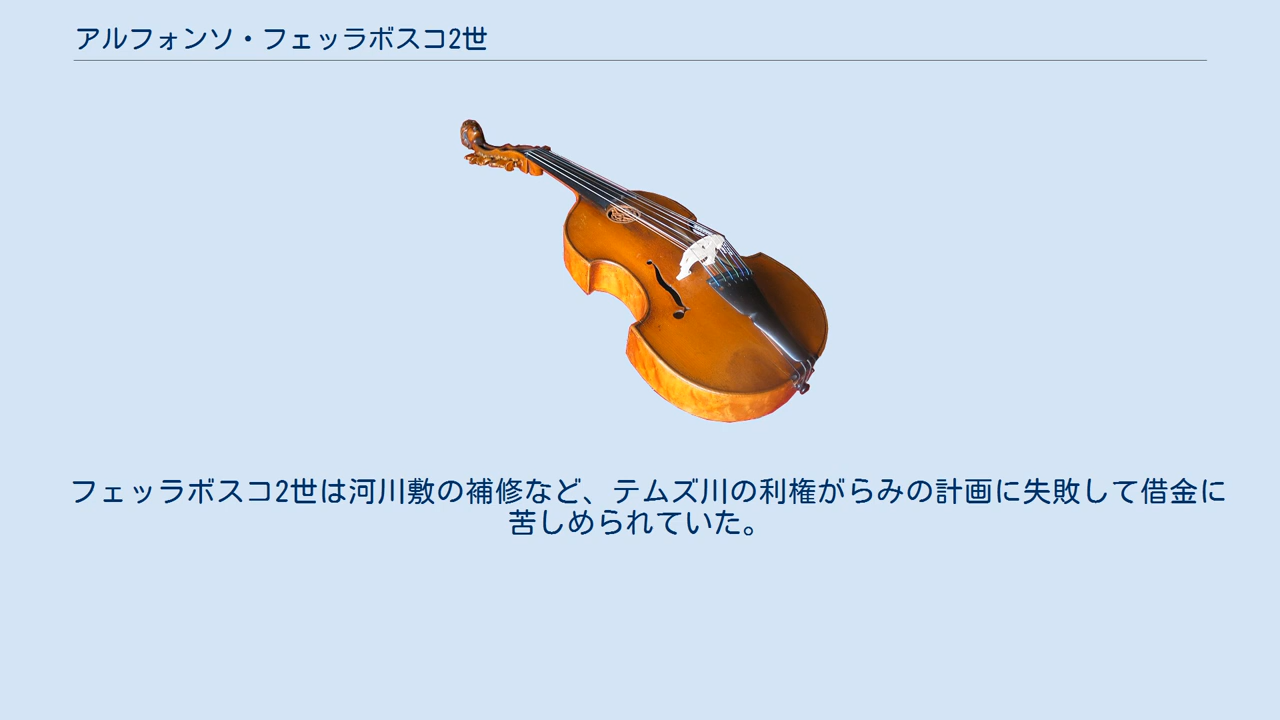 アルフォンソ・フェッラボスコ2世
フェッラボスコ2世は河川敷の補修など、テムズ川の利権がらみの計画に失敗して借金に
苦しめられていた。